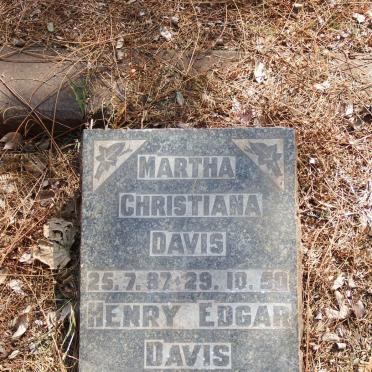 MARTHA
CHRISTIANA
DAVIS
25.7.87-29.10.50
HENRY EDGAR
DAVIS